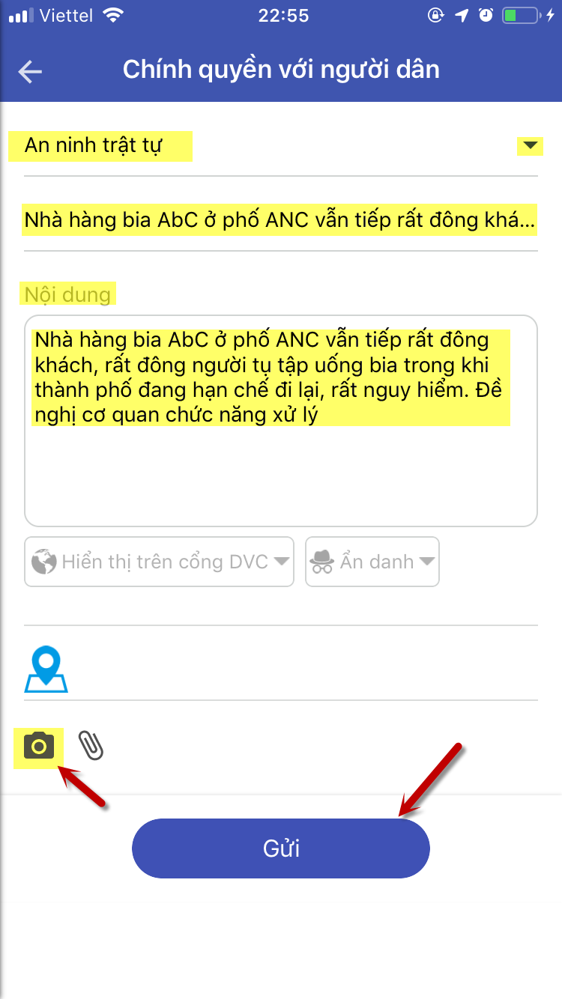 Viettel 22:55
Chính quyền với người dân
An ninh trật tự
Nhà hàng bia AbC ở phố ANC vẫn tiếp rất đông khá...
Nội dung
Nhà hàng bia AbC ở phố ANC vẫn tiếp rất đông
khách, rất đông người tụ tập uống bia trong khi
thành phố đang hạn chế đi lại, rất nguy hiểm. Đề
nghị cơ quan chức năng xử lý
Hiển thị trên cổng DVC Ẩn danh
Gửi